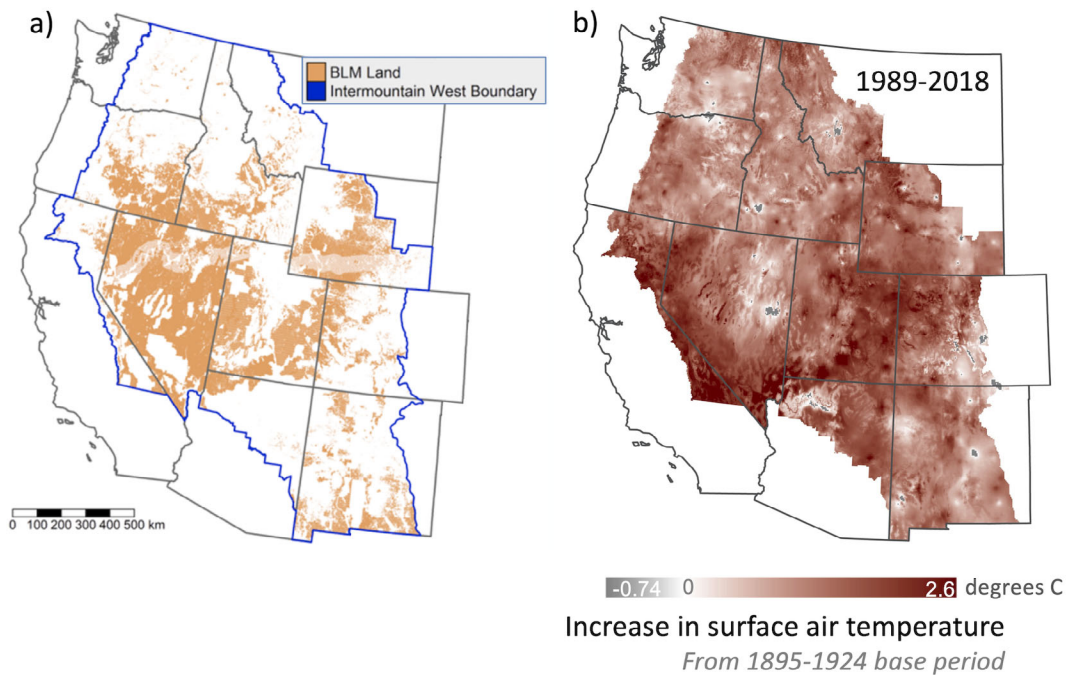 a)
BLM Land
Intermountain West Boundary
0 100 200 300 400 500 km
b)
1989-2018
-0.74 0 2.6 degrees C
Increase in surface air temperature
From 1895-1924 base period